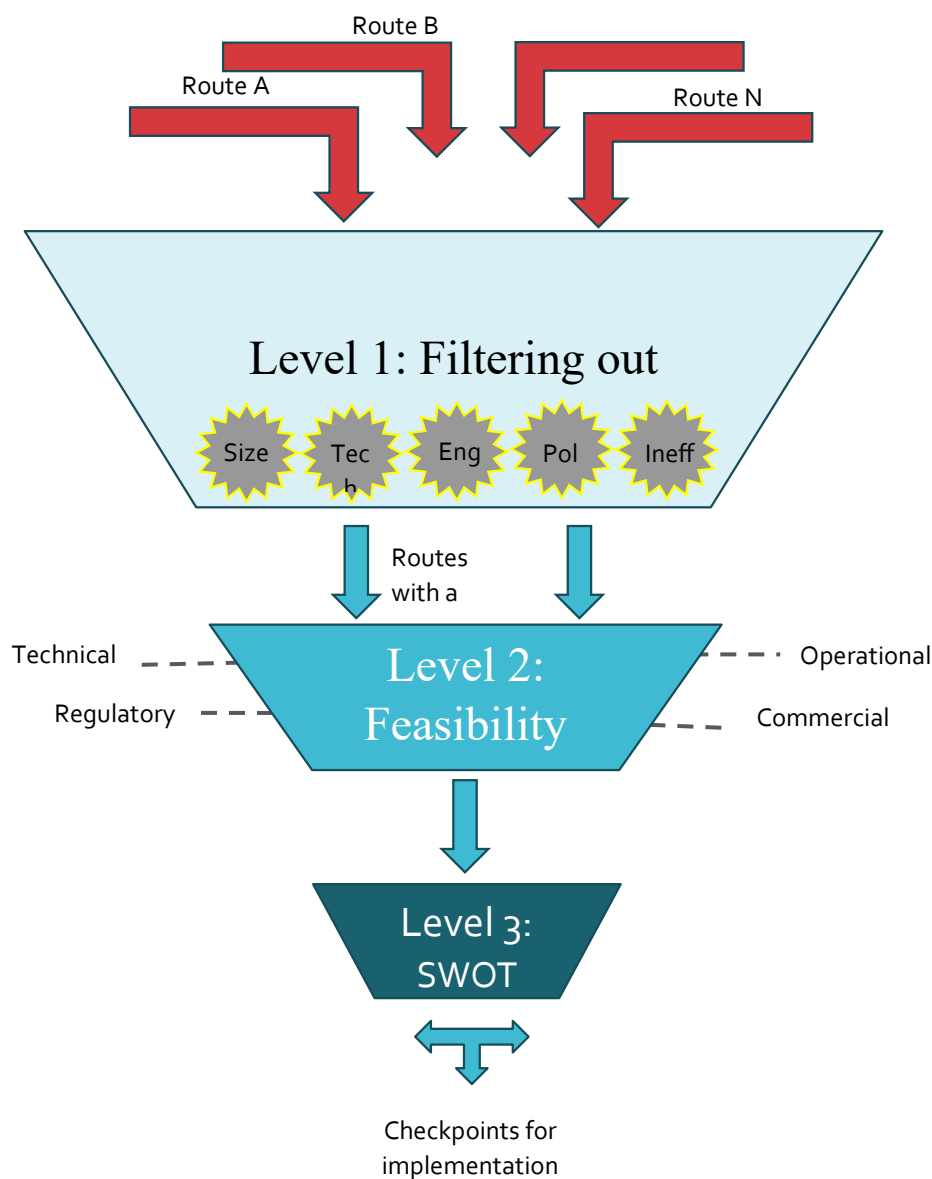 Route B
Route A
Route N
Level 1: Filtering out
Size
Tec
h
Eng
Pol
Ineff
Routes
with a
Level 2:
Feasibility
Technical
Operational
Regulatory
Commercial
Level 3:
SWOT
Checkpoints for
implementation